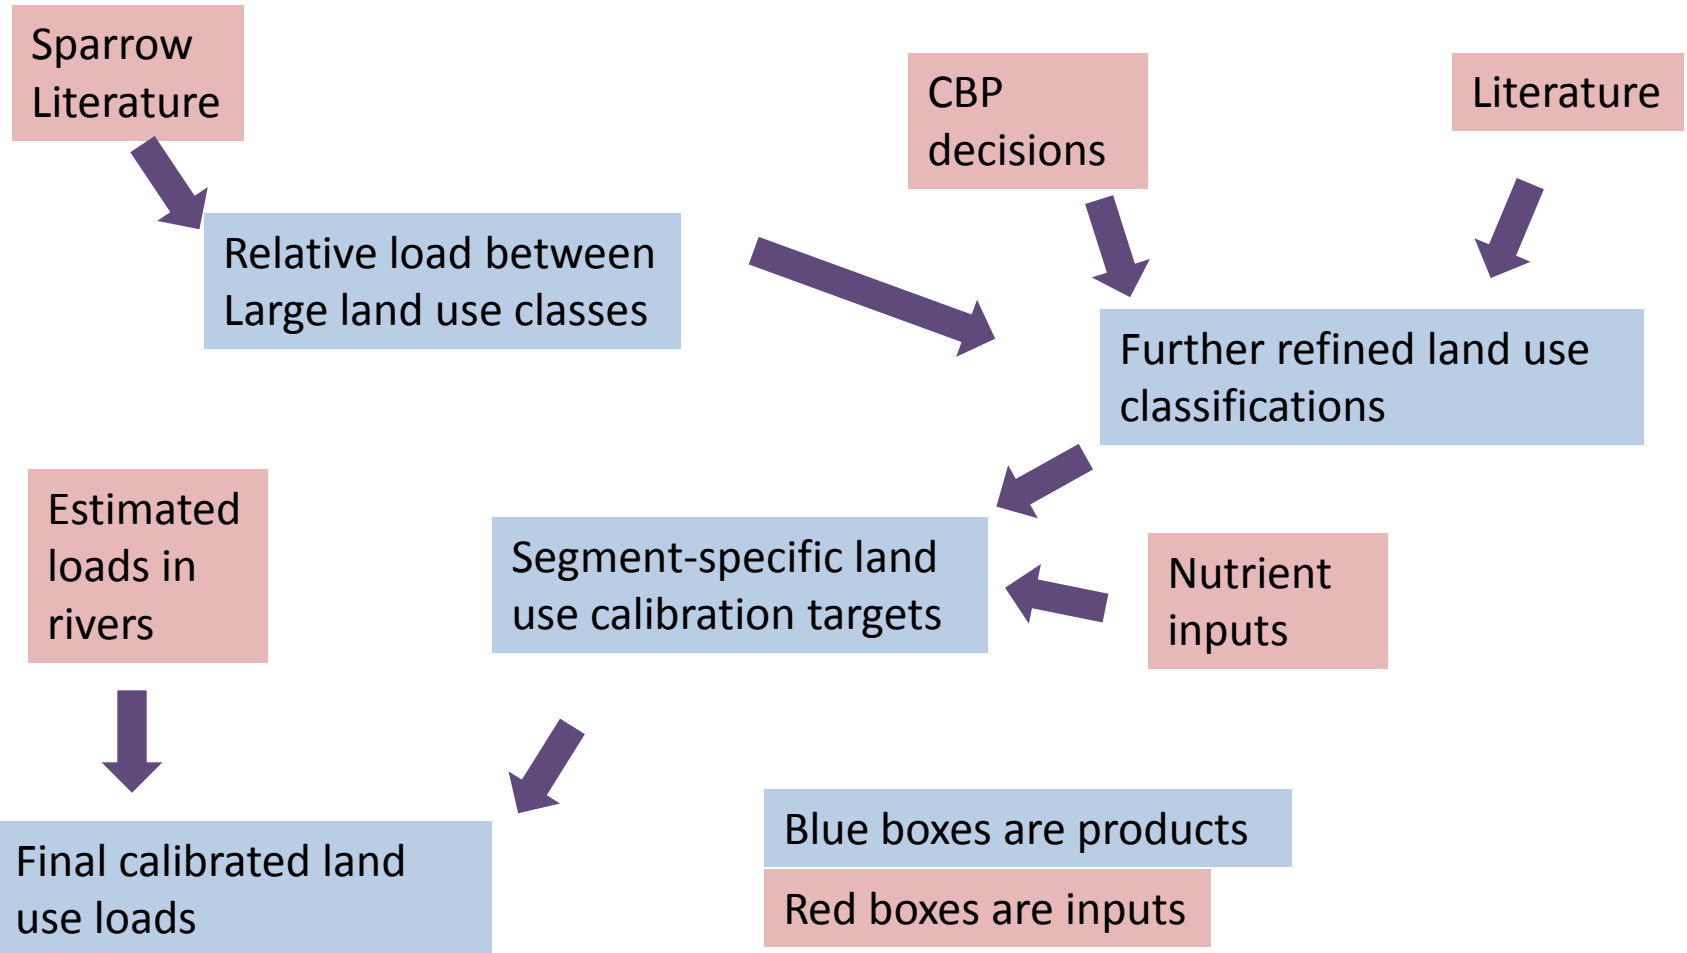 Sparrow
Literature
CBP
decisions
Literature
Relative load between
Large land use classes
Further refined land use
classifications
Estimated
loads in
rivers
Segment-specific land
use calibration targets
Nutrient
inputs
Final calibrated land
use loads
Blue boxes are products
Red boxes are inputs